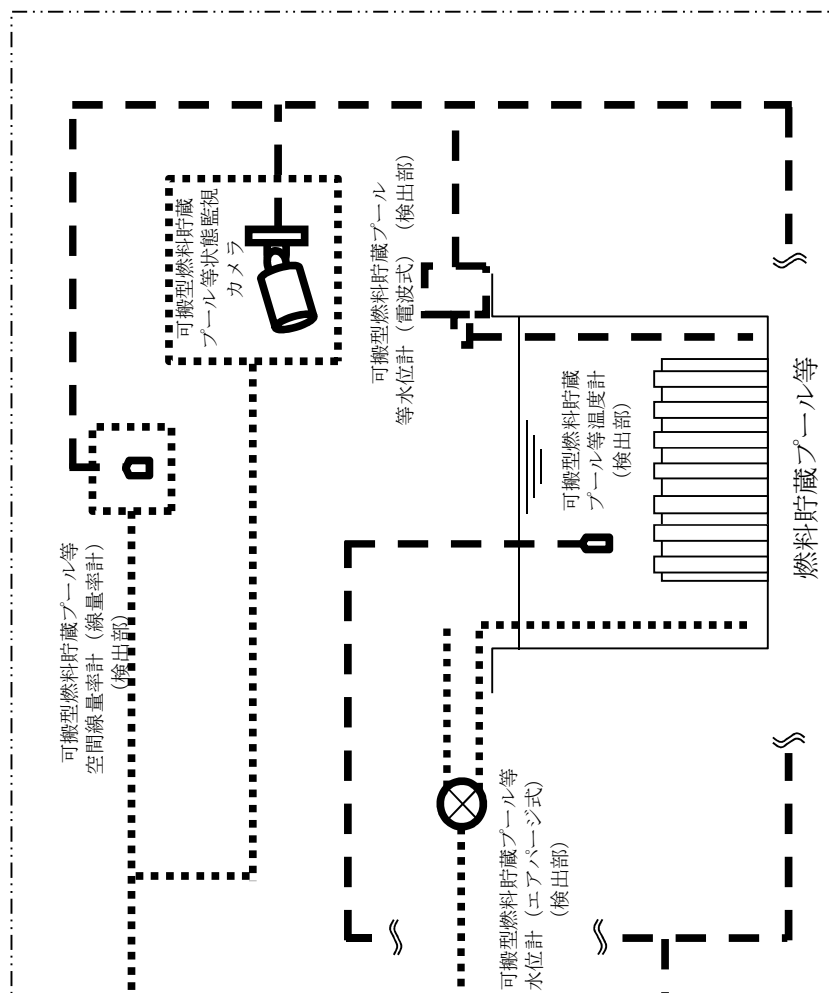 可搬型燃料貯蔵
プール等状態監視
カメラ
可搬型燃料貯蔵プール
等水位計（電波式）（検出部）
可搬型燃料貯蔵
プール等温度計
（検出部）
燃料貯蔵プール等
可搬型燃料貯蔵プール等
空間線量率計（線量率計）
（検出部）
可搬型燃料貯蔵プール等
水位計（エアパージ式）
（検出部）